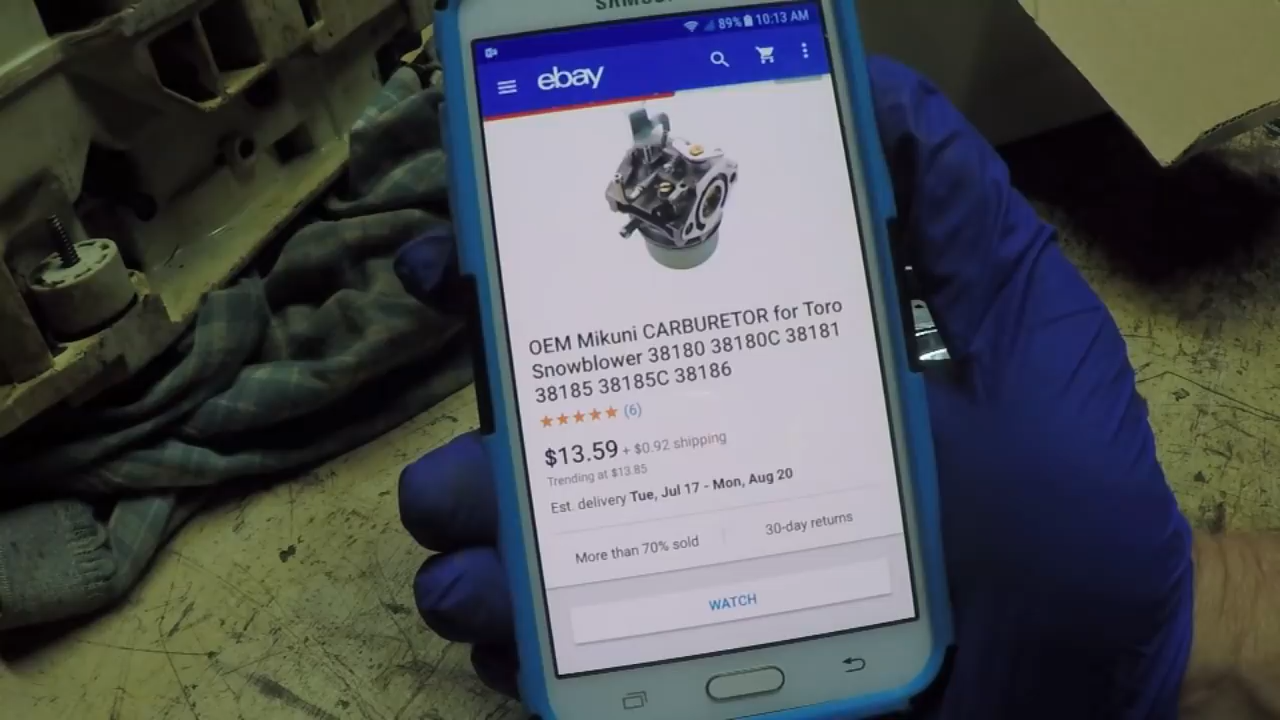 SAMSUNG
89% 10:13 AM
ebay
OEM Mikuni CARBURETOR for Toro
Snowblower 38180 38180C 38181
38185 38185C 38186
(6)
$13.59 + $0.92 shipping
Trending at $13.85
Est. delivery Tue, Jul 17 - Mon, Aug 20
More than 70% sold
30-day returns
WATCH